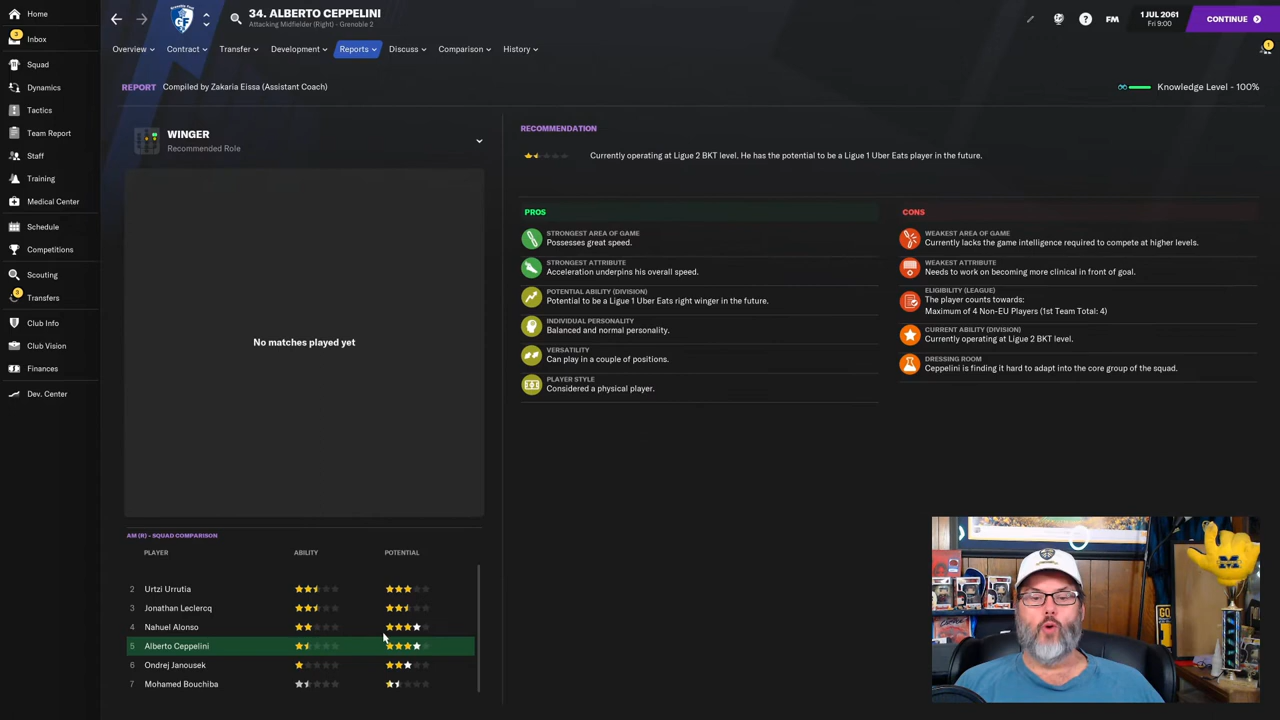 Home
Inbox
3
Squad
Dynamics
Tactics
Team Report
Staff
Training
Medical Center
Schedule
Competitions
Scouting
Transfers
3
Club Info
Club Vision
Finances
Dev. Center
34. ALBERTO CEPPELINI
Attacking Midfielder (Right) - Grenoble 2
GF
FM
1 JUL 2061
Fri 9:00
CONTINUE
Overview
Contract
Transfer
Development
Reports
Discuss
Comparison
History
1
REPORT Compiled by Zakaria Eissa (Assistant Coach)
Knowledge Level - 100%
WINGER
Recommended Role
No matches played yet
AM (R) - SQUAD COMPARISON
PLAYER ABILITY POTENTIAL
2 Urtzi Urrutia
3 Jonathan Leclercq
4 Nahuel Alonso
5 Alberto Ceppelini
6 Ondrej Janousek
7 Mohamed Bouchiba
RECOMMENDATION
Currently operating at Ligue 2 BKT level. He has the potential to be a Ligue 1 Uber Eats player in the future.
PROS
STRONGEST AREA OF GAME
Possesses great speed.
STRONGEST ATTRIBUTE
Acceleration underpins his overall speed.
POTENTIAL ABILITY (DIVISION)
Potential to be a Ligue 1 Uber Eats right winger in the future.
INDIVIDUAL PERSONALITY
Balanced and normal personality.
VERSATILITY
Can play in a couple of positions.
PLAYER STYLE
Considered a physical player.
CONS
WEAKEST AREA OF GAME
Currently lacks the game intelligence required to compete at higher levels.
WEAKEST ATTRIBUTE
Needs to work on becoming more clinical in front of goal.
ELIGIBILITY (LEAGUE)
The player counts towards:
Maximum of 4 Non-EU Players (1st Team Total: 4)
CURRENT ABILITY (DIVISION)
Currently operating at Ligue 2 BKT level.
DRESSING ROOM
Ceppelini is finding it hard to adapt into the core group of the squad.
M
GO